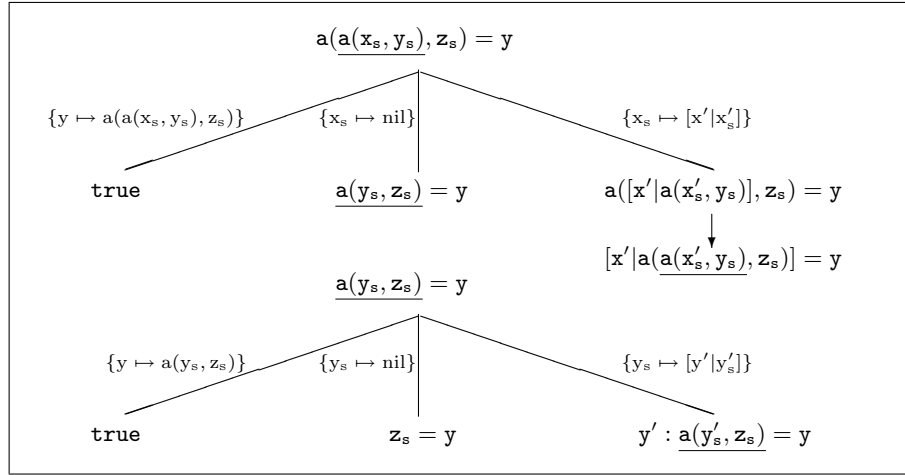 a(a(xₛ, yₛ), zₛ) = y
{y ↦ a(a(xₛ, yₛ), zₛ)} {xₛ ↦ nil} {xₛ ↦ [x′|x′ₛ]}
true a(yₛ, zₛ) = y a([x′|a(x′ₛ, yₛ)], zₛ) = y
[x′|a(a(x′ₛ, yₛ), zₛ)] = y
a(yₛ, zₛ) = y
{y ↦ a(yₛ, zₛ)} {yₛ ↦ nil} {yₛ ↦ [y′|y′ₛ]}
true zₛ = y y′ : a(y′ₛ, zₛ) = y